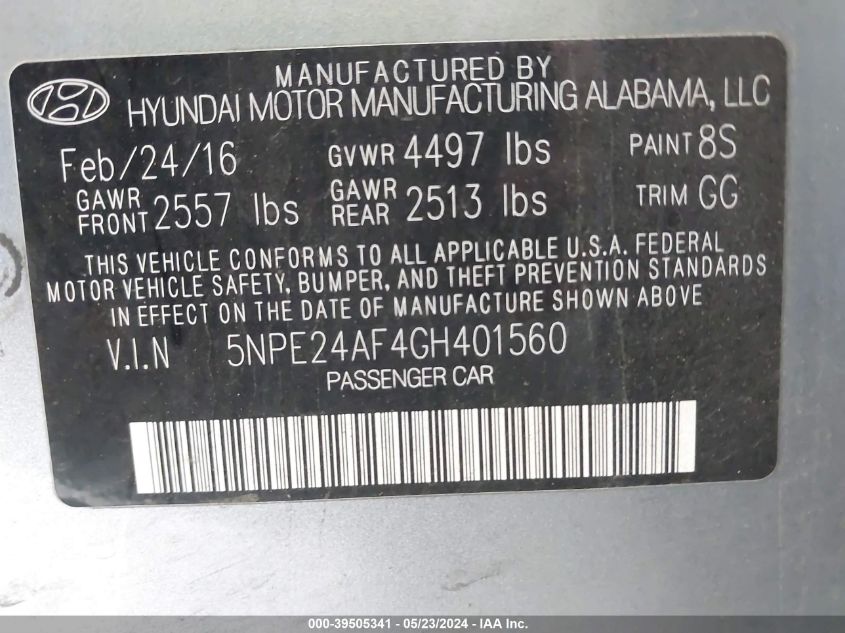 MANUFACTURED BY
HYUNDAI MOTOR MANUFACTURING ALABAMA, LLC
Feb/24/16 GVWR 4497 lbs PAINT 8S
GAWR FRONT 2557 lbs GAWR REAR 2513 lbs TRIM GG
THIS VEHICLE CONFORMS TO ALL APPLICABLE U.S.A. FEDERAL
MOTOR VEHICLE SAFETY, BUMPER, AND THEFT PREVENTION STANDARDS
IN EFFECT ON THE DATE OF MANUFACTURE SHOWN ABOVE
V.I.N 5NPE24AF4GH401560
PASSENGER CAR
000-39505341 - 05/23/2024 - IAA Inc.